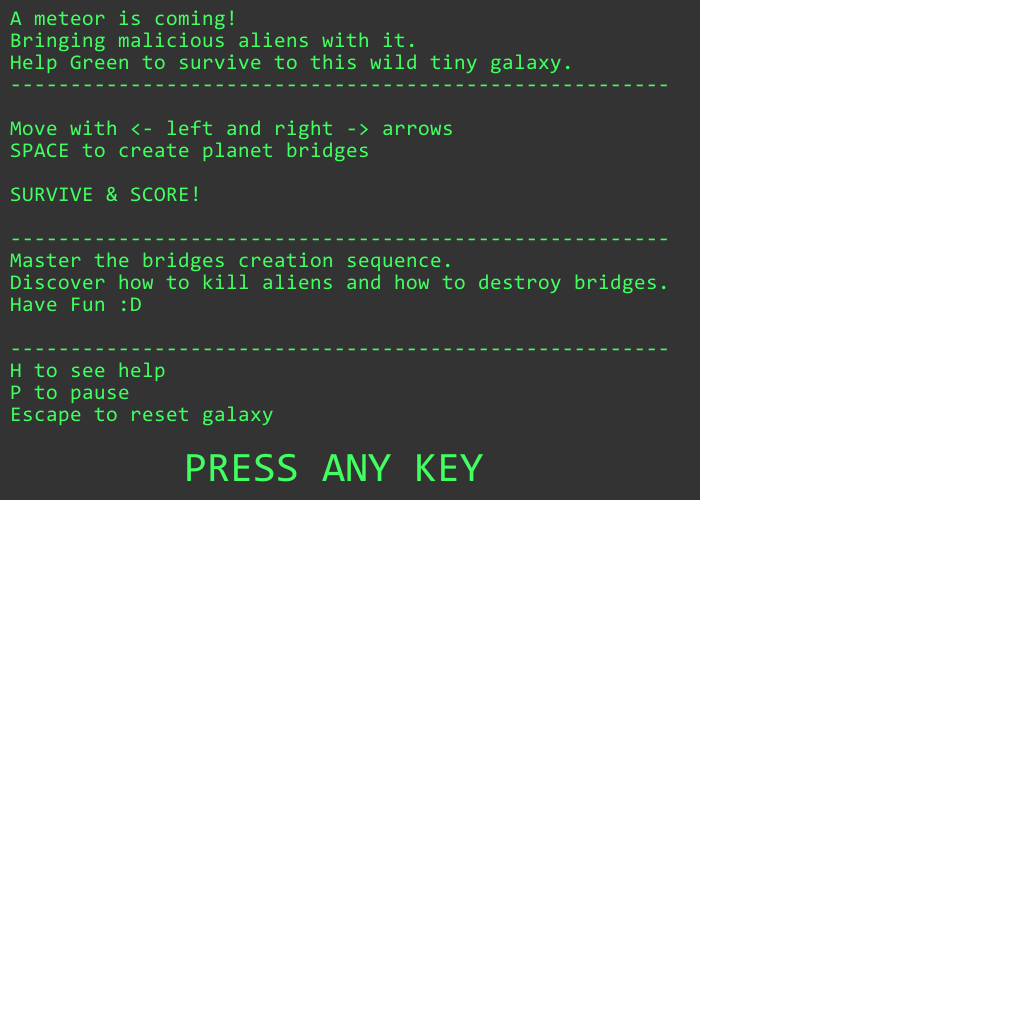 A meteor is coming!
Bringing malicious aliens with it.
Help Green to survive to this wild tiny galaxy.
-------------------------------------------------------
Move with <- left and right -> arrows
SPACE to create planet bridges
SURVIVE & SCORE!
-------------------------------------------------------
Master the bridges creation sequence.
Discover how to kill aliens and how to destroy bridges.
Have Fun :D
-------------------------------------------------------
H to see help
P to pause
Escape to reset galaxy
PRESS ANY KEY